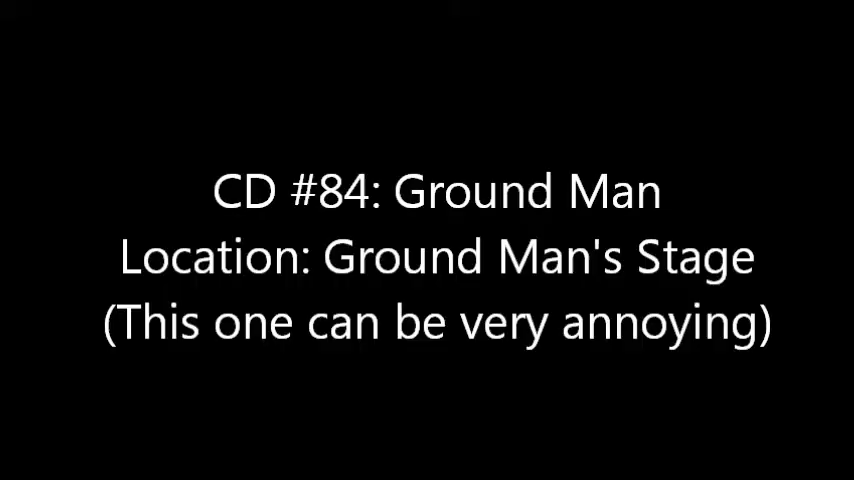 CD #84: Ground Man
Location: Ground Man's Stage
(This one can be very annoying)